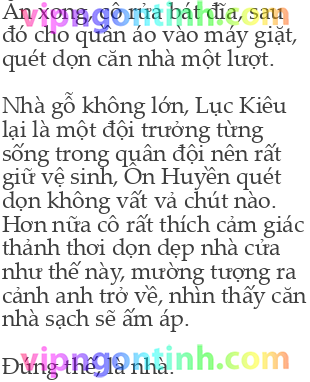 Ăn xong, cô rửa bát đĩa, sau
đó cho quần áo vào máy giặt,
quét dọn căn nhà một lượt.
Nhà gỗ không lớn, Lục Kiêu
lại là một đội trưởng từng
sống trong quân đội nên rất
giữ vệ sinh, Ôn Huyền quét
dọn không vất vả chút nào.
Hơn nữa cô rất thích cảm giác
thảnh thơi dọn dẹp nhà cửa
như thế này, mường tượng ra
cảnh anh trở về, nhìn thấy căn
nhà sạch sẽ ấm áp.
Đúng thế, là nhà.
vipngontinh.com
vipngontinh.com